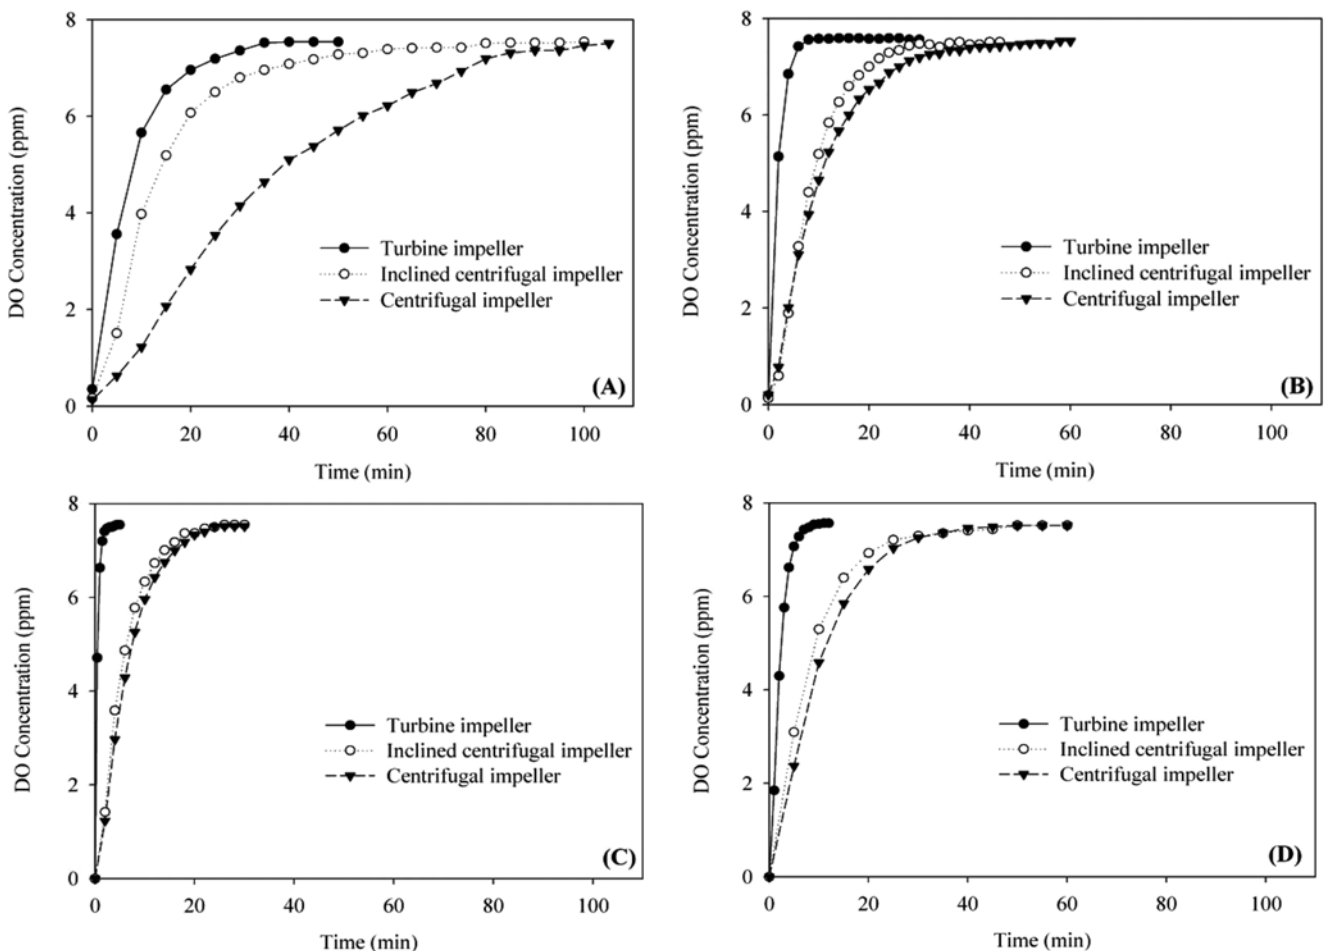 8
6
4
2
0
DO Concentration (ppm)
Turbine impeller
Inclined centrifugal impeller
Centrifugal impeller
(A)
0 20 40 60 80 100
Time (min)
8
6
4
2
0
DO Concentration (ppm)
Turbine impeller
Inclined centrifugal impeller
Centrifugal impeller
(B)
0 20 40 60 80 100
Time (min)
8
6
4
2
0
DO Concentration (ppm)
Turbine impeller
Inclined centrifugal impeller
Centrifugal impeller
(C)
0 20 40 60 80 100
Time (min)
8
6
4
2
0
DO Concentration (ppm)
Turbine impeller
Inclined centrifugal impeller
Centrifugal impeller
(D)
0 20 40 60 80 100
Time (min)